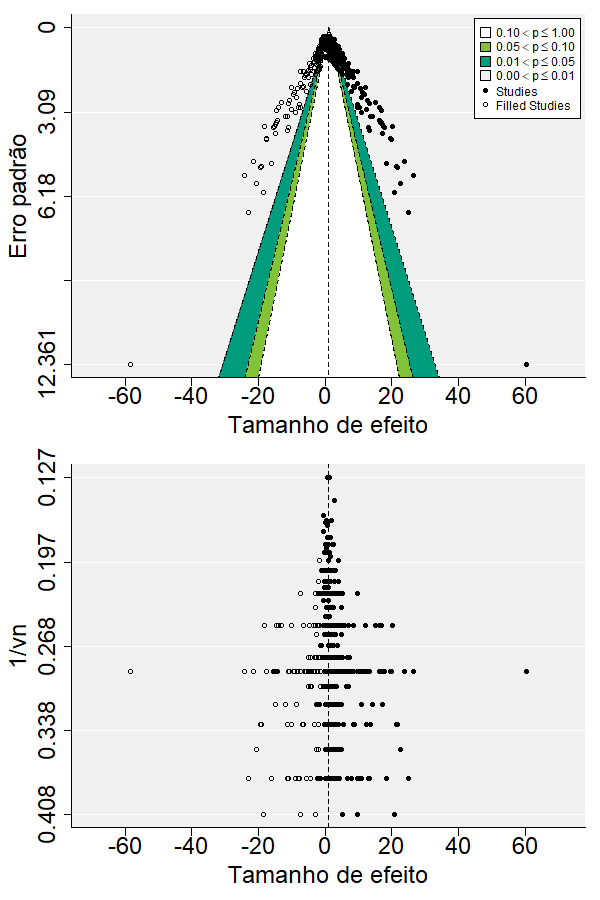 0.10 < p ≤ 1.00
0.05 < p ≤ 0.10
0.01 < p ≤ 0.05
0.00 < p ≤ 0.01
Studies
Filled Studies
Erro padrão
0
3.09
6.18
12.361
-60 -40 -20 0 20 40 60
Tamanho de efeito
1/vn
0.127
0.197
0.268
0.338
0.408
-60 -40 -20 0 20 40 60
Tamanho de efeito